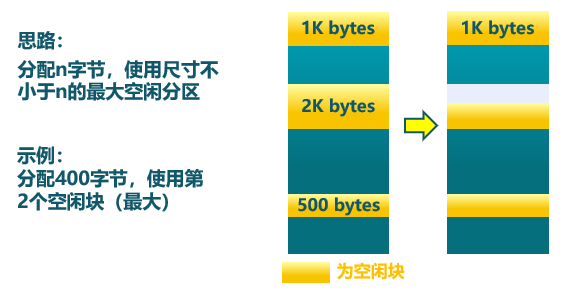 思路：
分配n字节，使用尺寸不
小于n的最大空闲分区
示例：
分配400字节，使用第
2个空闲块（最大）
1K bytes
2K bytes
500 bytes
1K bytes
为空闲块